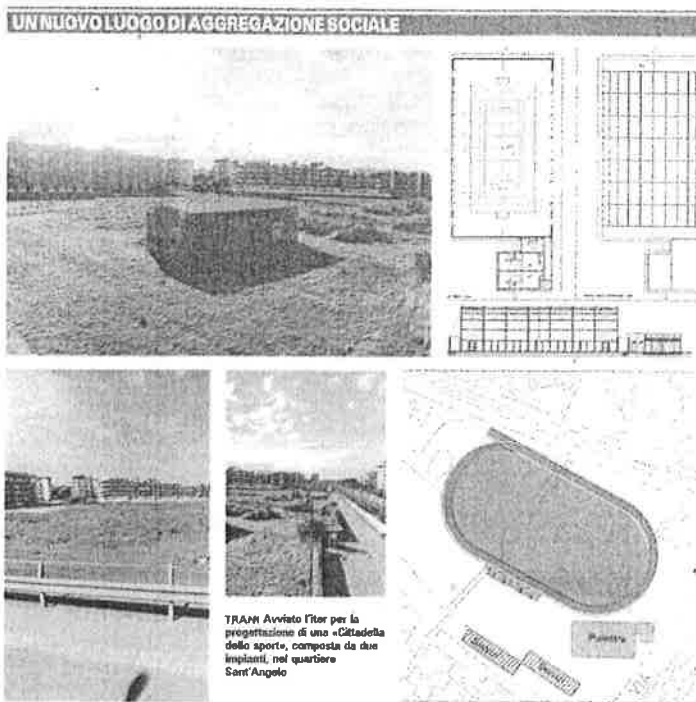 UN NUOVO LUOGO DI AGGREGAZIONE SOCIALE
TRANI Avviato l'iter per la
progettazione di una «Cittadella
dello sport», composta da due
impianti, nel quartiere
Sant'Angelo
Palestra
VIA